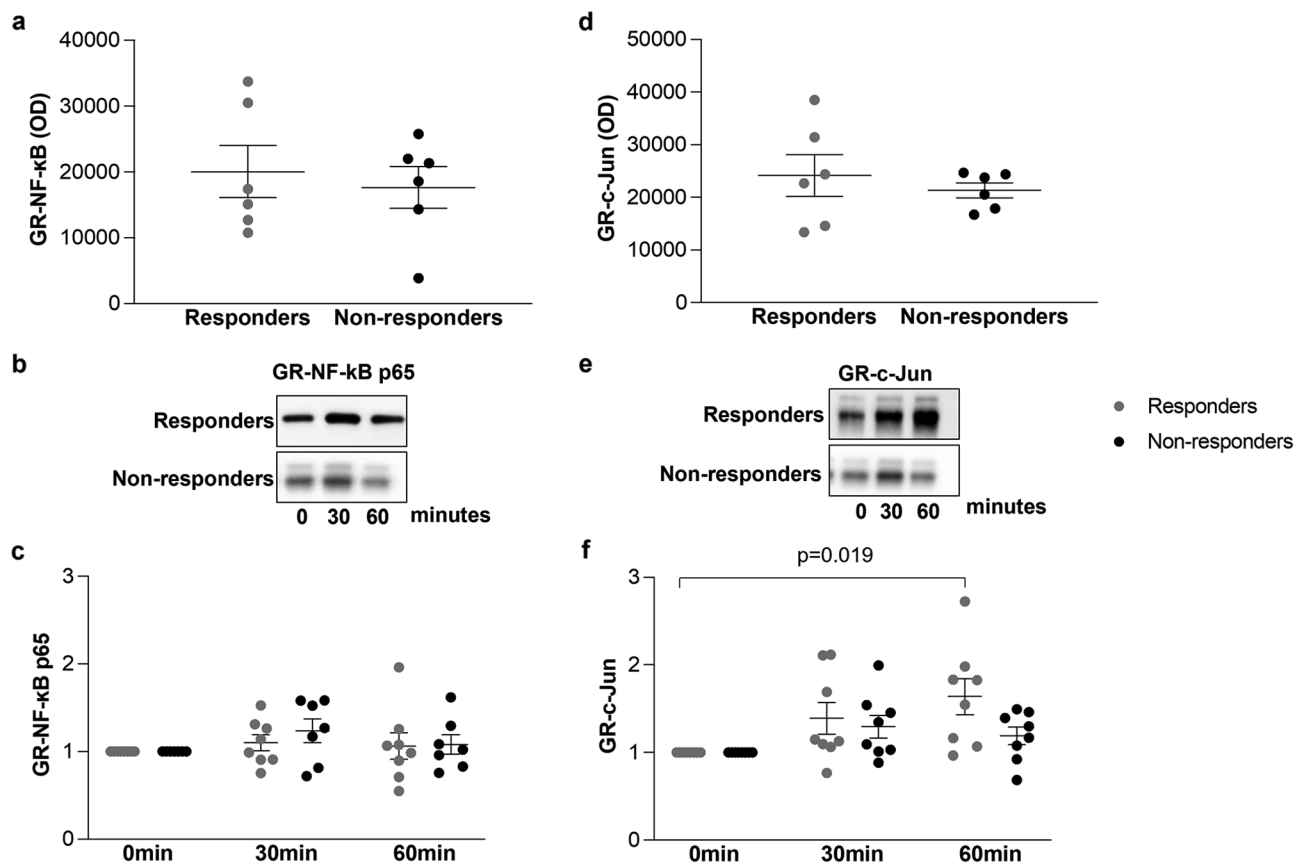 a
40000
30000
20000
10000
0
GR-NF-κB (OD)
Responders Non-responders
d
50000
40000
30000
20000
10000
0
GR-c-Jun (OD)
Responders Non-responders
b
GR-NF-kB p65
Responders
Non-responders
0 30 60 minutes
e
GR-c-Jun
Responders
Non-responders
0 30 60 minutes
Responders
Non-responders
c
3
2
1
0
GR-NF-κB p65
0min 30min 60min
f
p=0.019
3
2
1
0
GR-c-Jun
0min 30min 60min